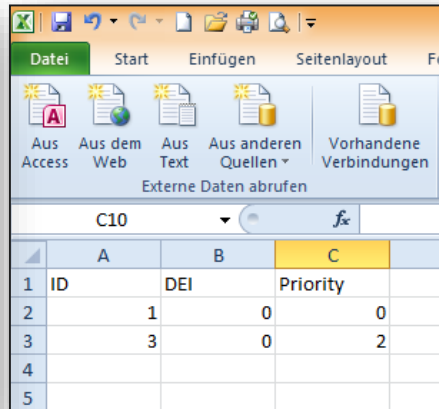 Datei Start Einfügen Seitenlayout
Aus Access Aus dem Web Aus Text Aus anderen Quellen Vorhandene Verbindungen
Externe Daten abrufen
C10 fx
A B C
1 ID DEI Priority
2 1 0 0
3 3 0 2
4
5